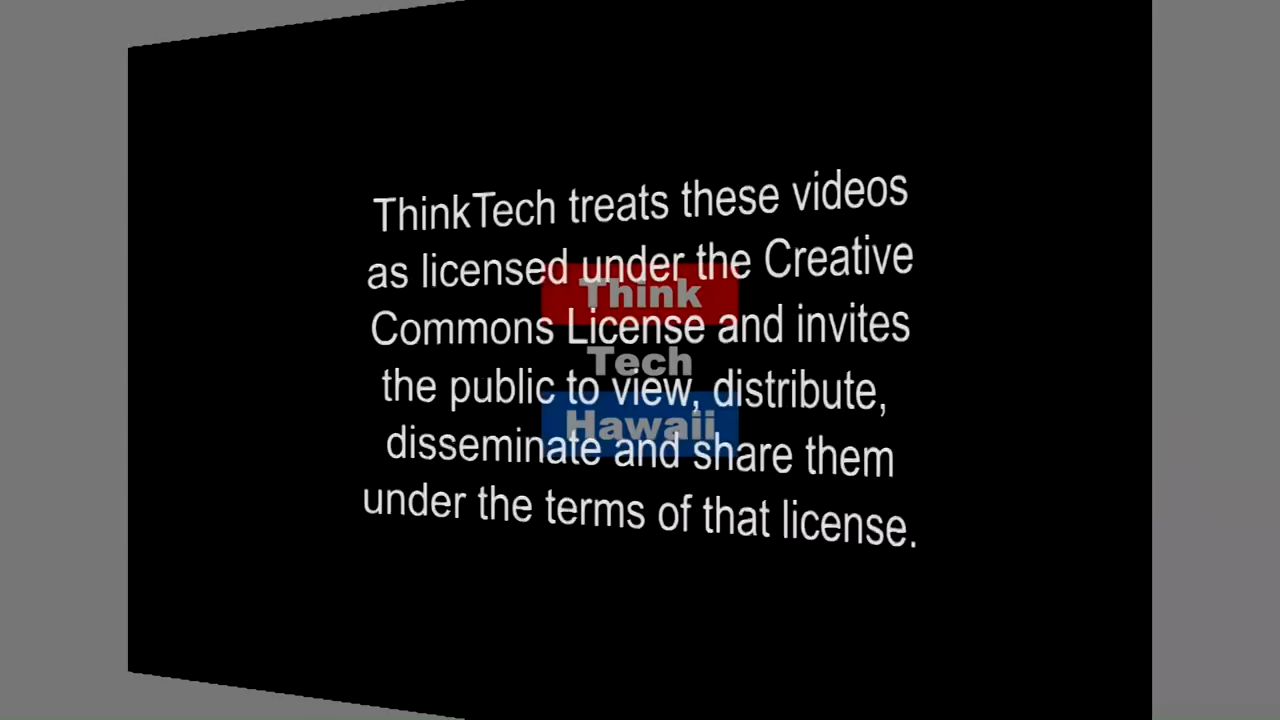 ThinkTech treats these videos
as licensed under the Creative
Commons License and invites
the public to view, distribute,
disseminate and share them
under the terms of that license.
Think
Tech
Hawaii